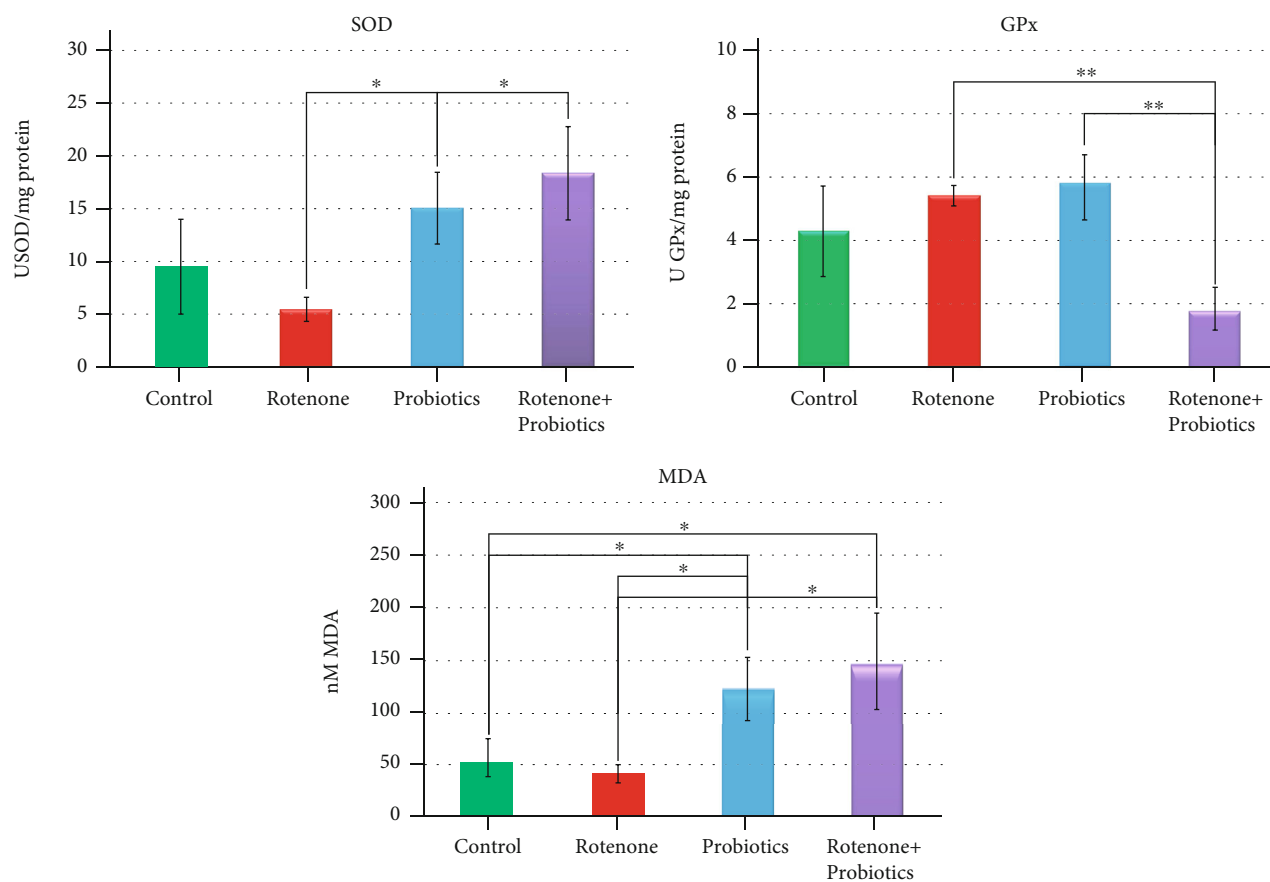 SOD
30
25
20
15
10
5
0
USOD/mg protein
*
*
Control
Rotenone
Probiotics
Rotenone+
Probiotics
GPx
10
8
6
4
2
0
U GPx/mg protein
**
**
Control
Rotenone
Probiotics
Rotenone+
Probiotics
MDA
300
250
200
150
100
50
0
nM MDA
*
*
*
*
Control
Rotenone
Probiotics
Rotenone+
Probiotics